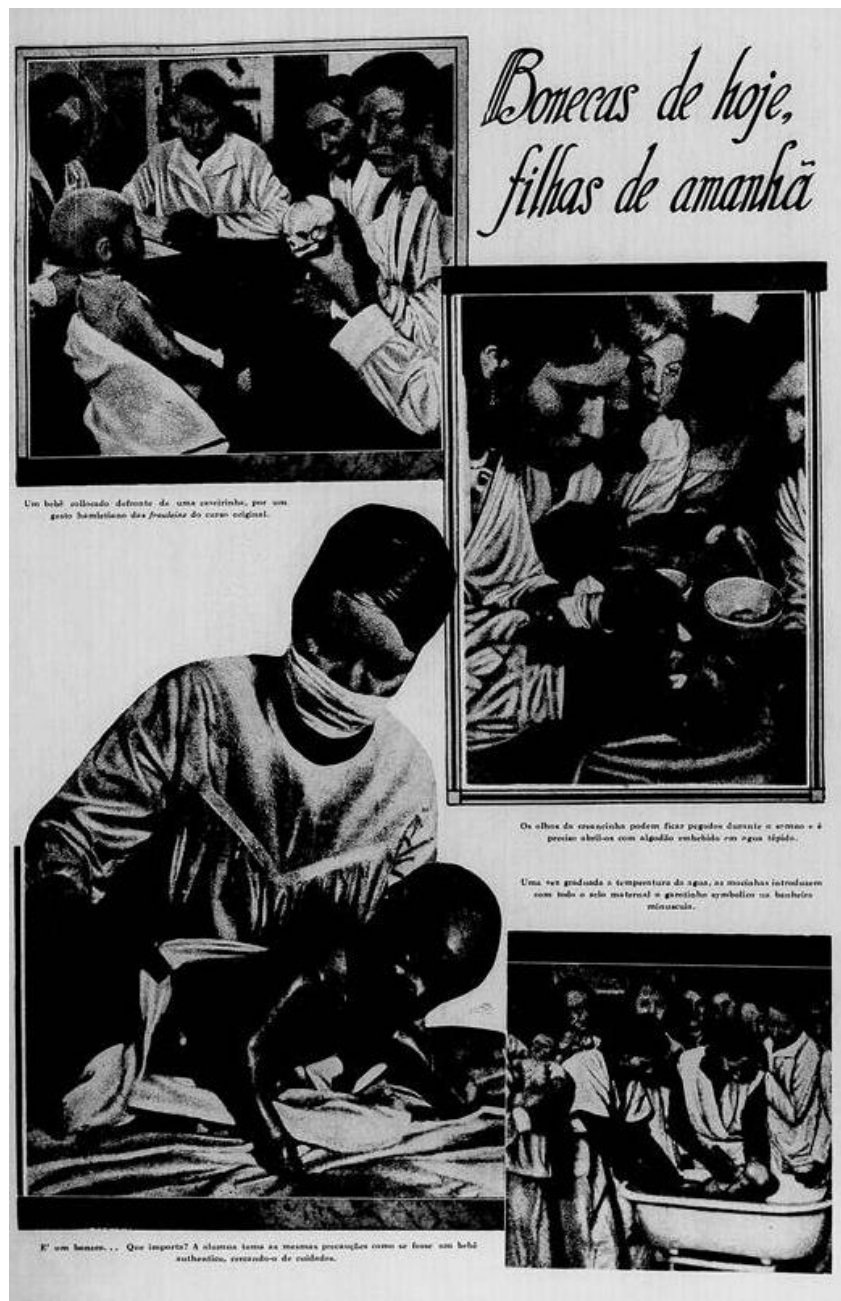 Bonecas de hoje,
filhas de amanhã
Um bebê collocado defronte de uma caveirinha, por um
gesto hamletiano das frauleins do curso original.
Os olhos da creancinha podem ficar pegados durante o somno e é
preciso abril-os com algodão embebido em agua tépida.
Uma vez graduada a temperatura da agua, as mocinhas introduzem
com todo o zelo maternal o garotinho symbolico na banheira
minuscula.
E' um boneco... Que importa? A alumna toma as mesmas precauções como se fosse um bebê
authentico, cercando-o de cuidados.